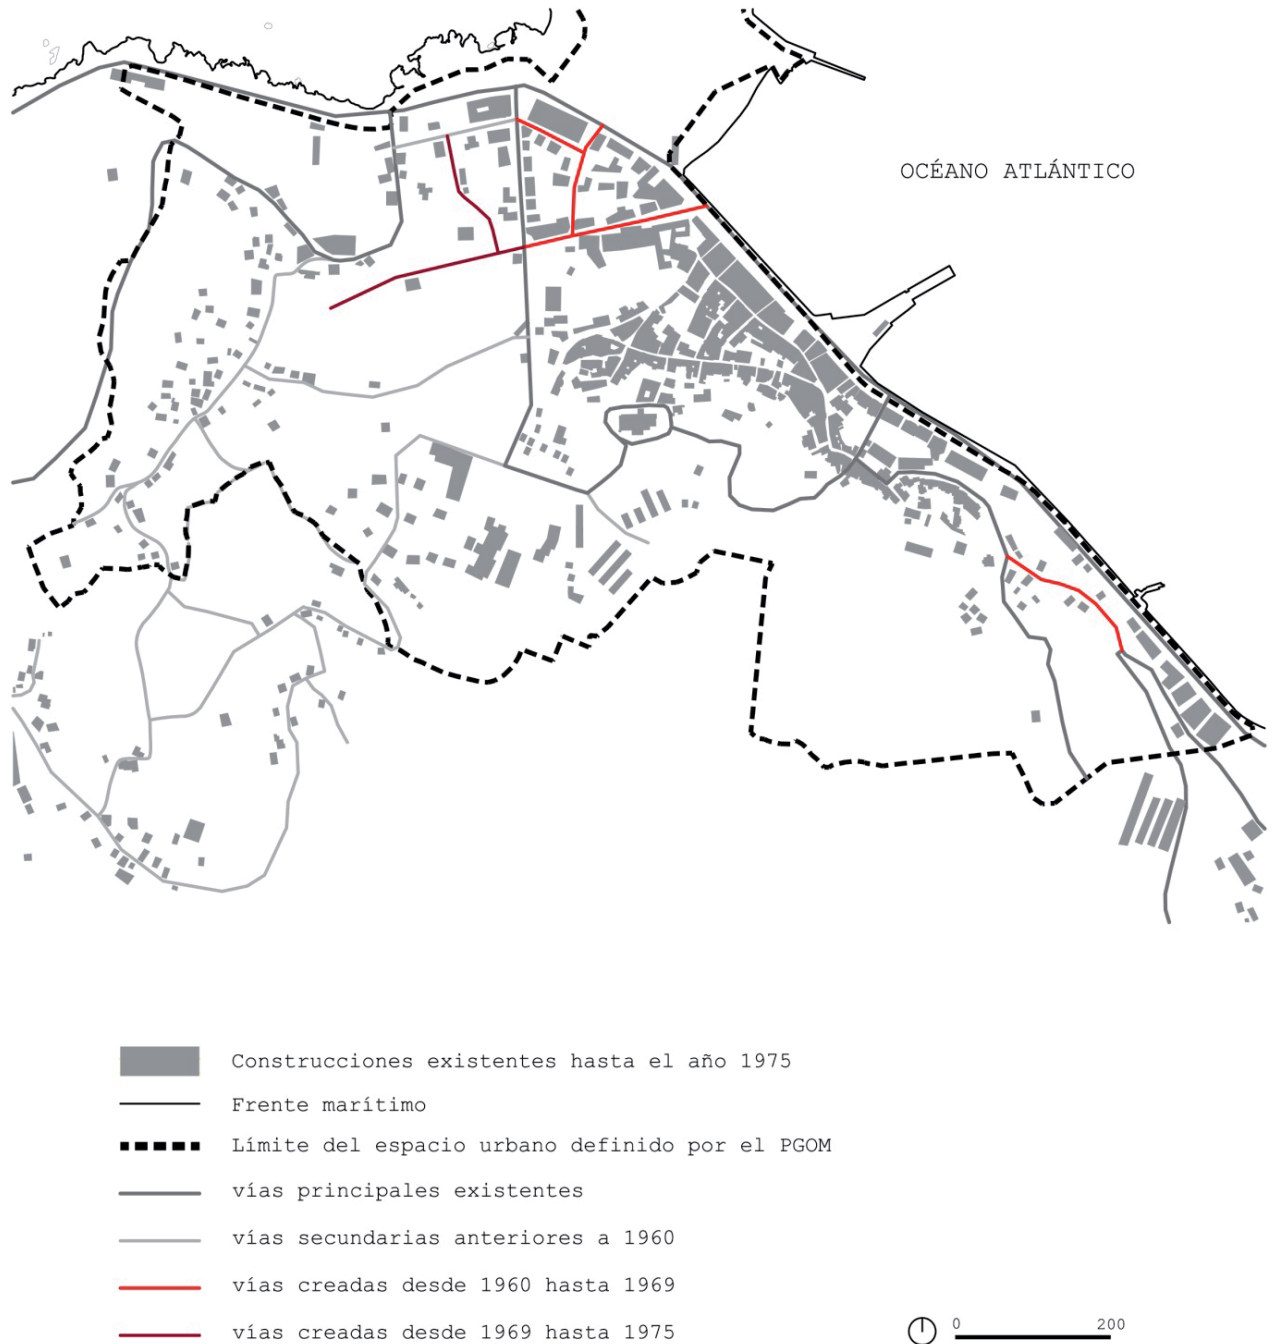 OCÉANO ATLÁNTICO
Construcciones existentes hasta el año 1975
Frente marítimo
Límite del espacio urbano definido por el PGOM
vías principales existentes
vías secundarias anteriores a 1960
vías creadas desde 1960 hasta 1969
vías creadas desde 1969 hasta 1975
0 200